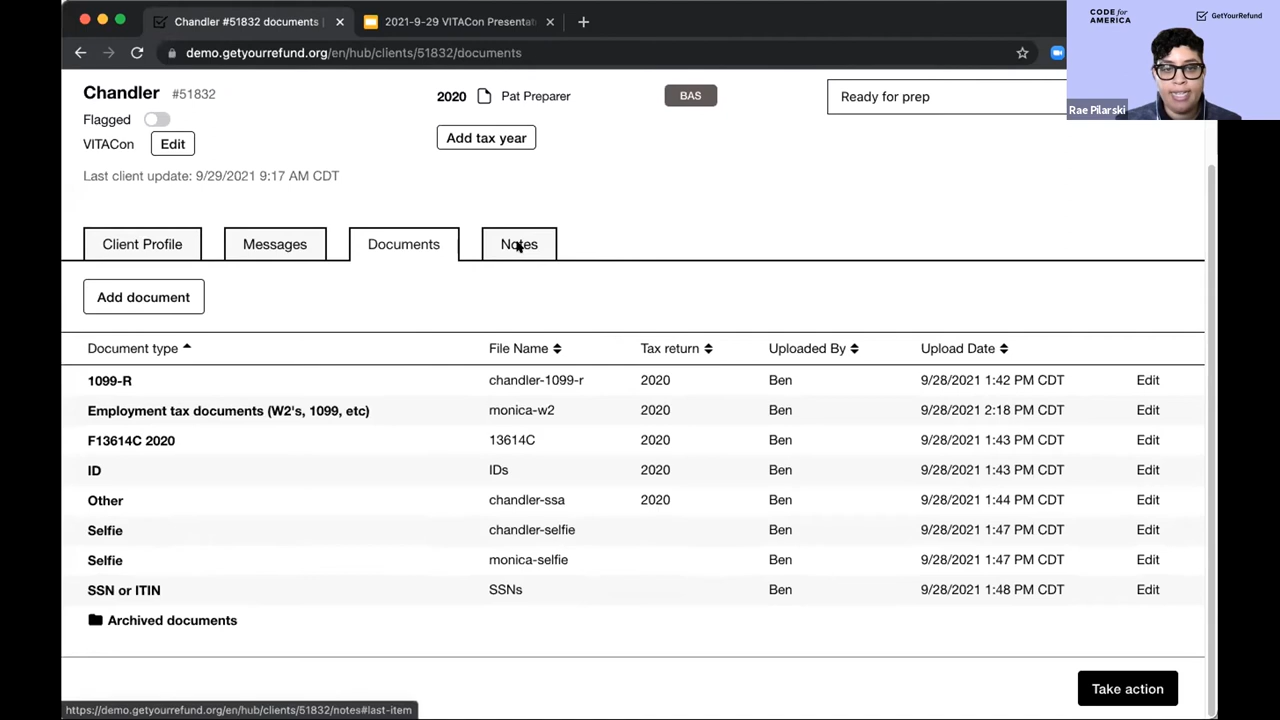 Chandler #51832 documents |
2021-9-29 VITACon Presentat
demo.getyourrefund.org/en/hub/clients/51832/documents
CODE for
AMERICA
GetYourRefund
Rae Pilarski
Chandler #51832
2020 Pat Preparer
BAS
Ready for prep
Flagged
VITACon Edit
Add tax year
Last client update: 9/29/2021 9:17 AM CDT
Client Profile Messages Documents Notes
Add document
Document type File Name Tax return Uploaded By Upload Date
1099-R chandler-1099-r 2020 Ben 9/28/2021 1:42 PM CDT Edit
Employment tax documents (W2's, 1099, etc) monica-w2 2020 Ben 9/28/2021 2:18 PM CDT Edit
F13614C 2020 13614C 2020 Ben 9/28/2021 1:43 PM CDT Edit
ID IDs 2020 Ben 9/28/2021 1:43 PM CDT Edit
Other chandler-ssa 2020 Ben 9/28/2021 1:44 PM CDT Edit
Selfie chandler-selfie Ben 9/28/2021 1:47 PM CDT Edit
Selfie monica-selfie Ben 9/28/2021 1:47 PM CDT Edit
SSN or ITIN SSNs Ben 9/28/2021 1:48 PM CDT Edit
Archived documents
Take action
https://demo.getyourrefund.org/en/hub/clients/51832/notes#last-item